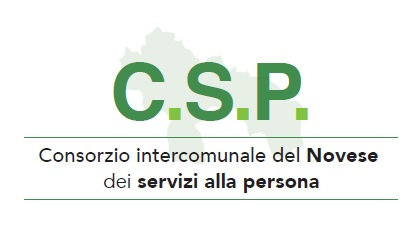 C.S.P.
Consorzio intercomunale del Novese
dei servizi alla persona